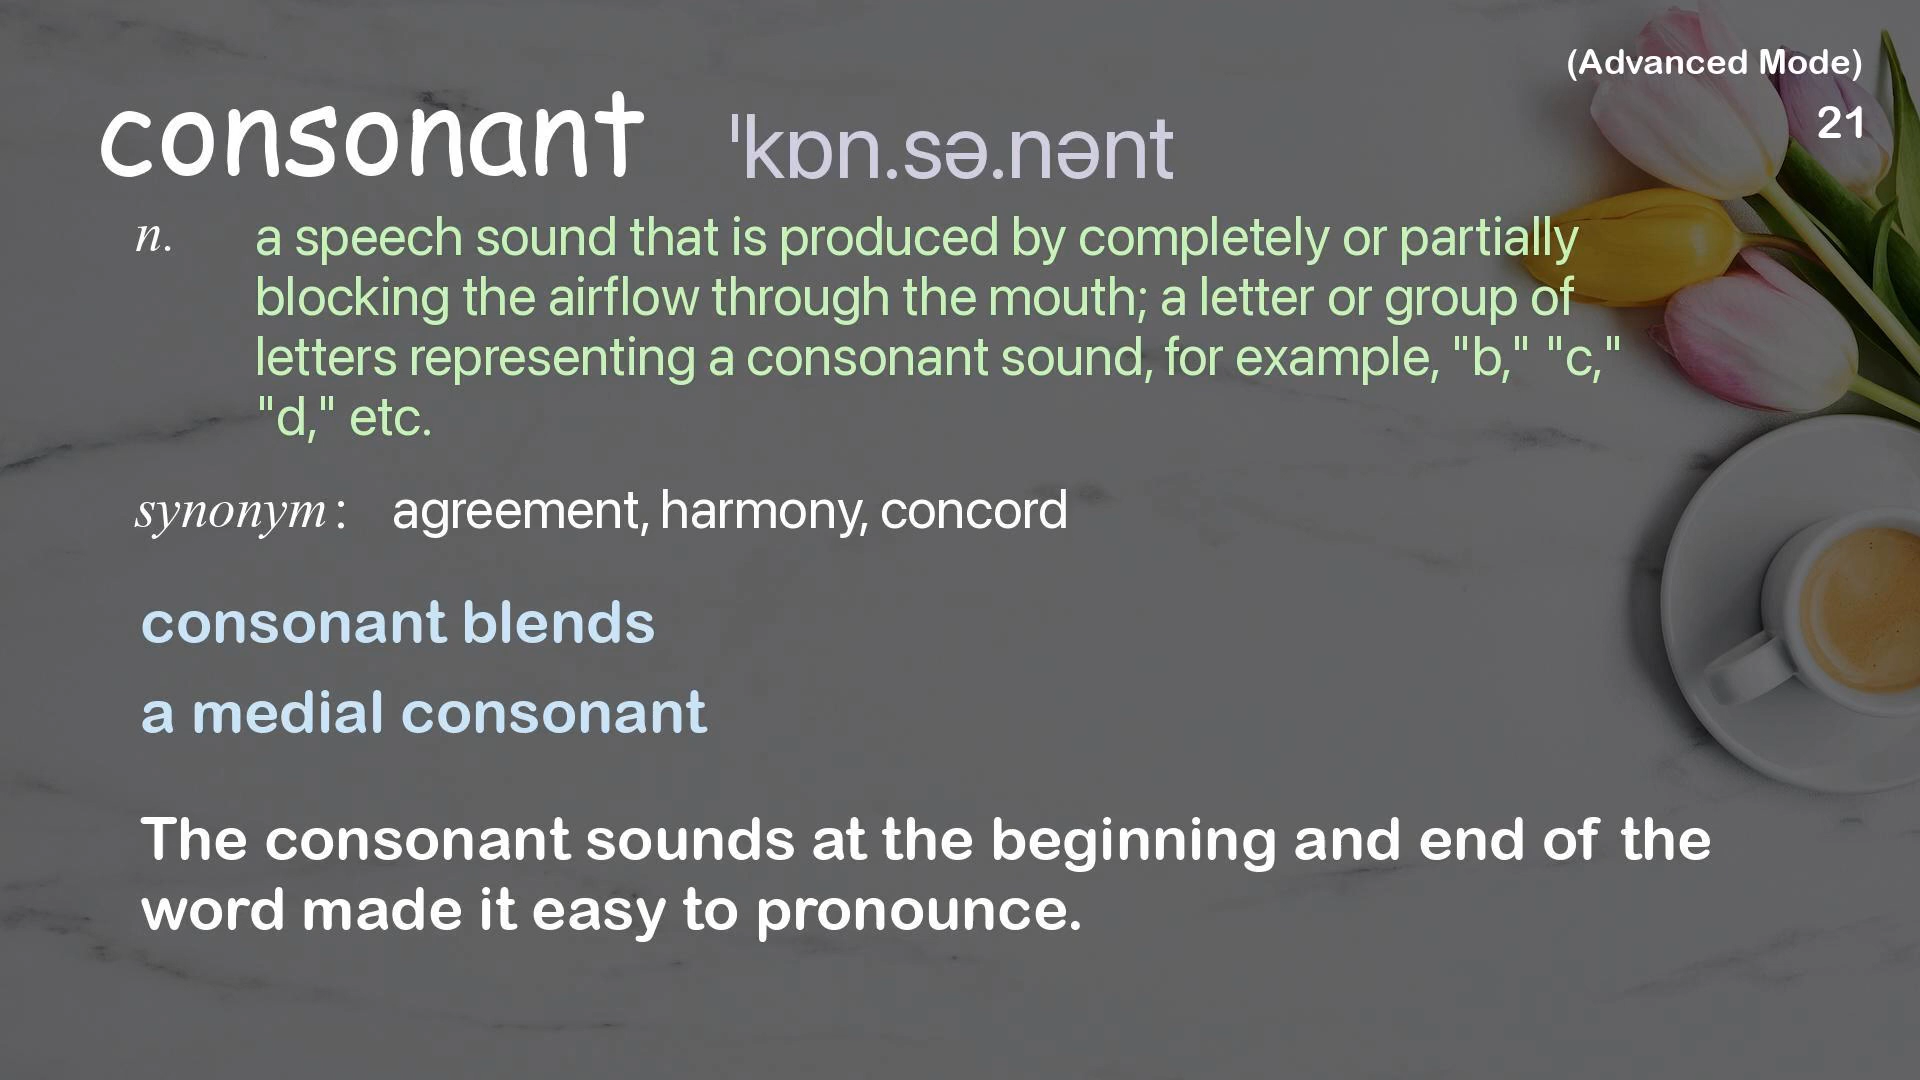 (Advanced Mode)
21
consonant ˈkɒn.sə.nənt
n. a speech sound that is produced by completely or partially
blocking the airflow through the mouth; a letter or group of
letters representing a consonant sound, for example, "b," "c,"
"d," etc.
synonym: agreement, harmony, concord
consonant blends
a medial consonant
The consonant sounds at the beginning and end of the
word made it easy to pronounce.